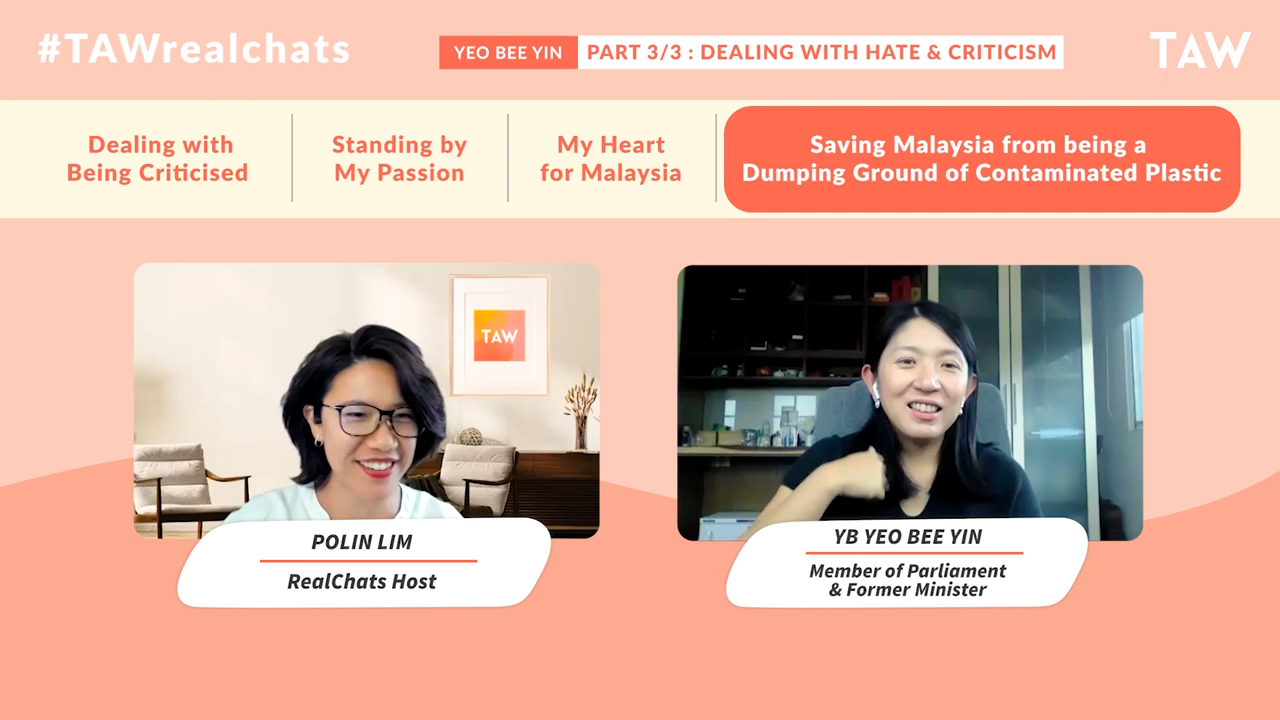 #TAWrealchats
YEO BEE YIN
PART 3/3 : DEALING WITH HATE & CRITICISM
TAW
Dealing with
Being Criticised
Standing by
My Passion
My Heart
for Malaysia
Saving Malaysia from being a
Dumping Ground of Contaminated Plastic
TAW
POLIN LIM
RealChats Host
YB YEO BEE YIN
Member of Parliament
& Former Minister